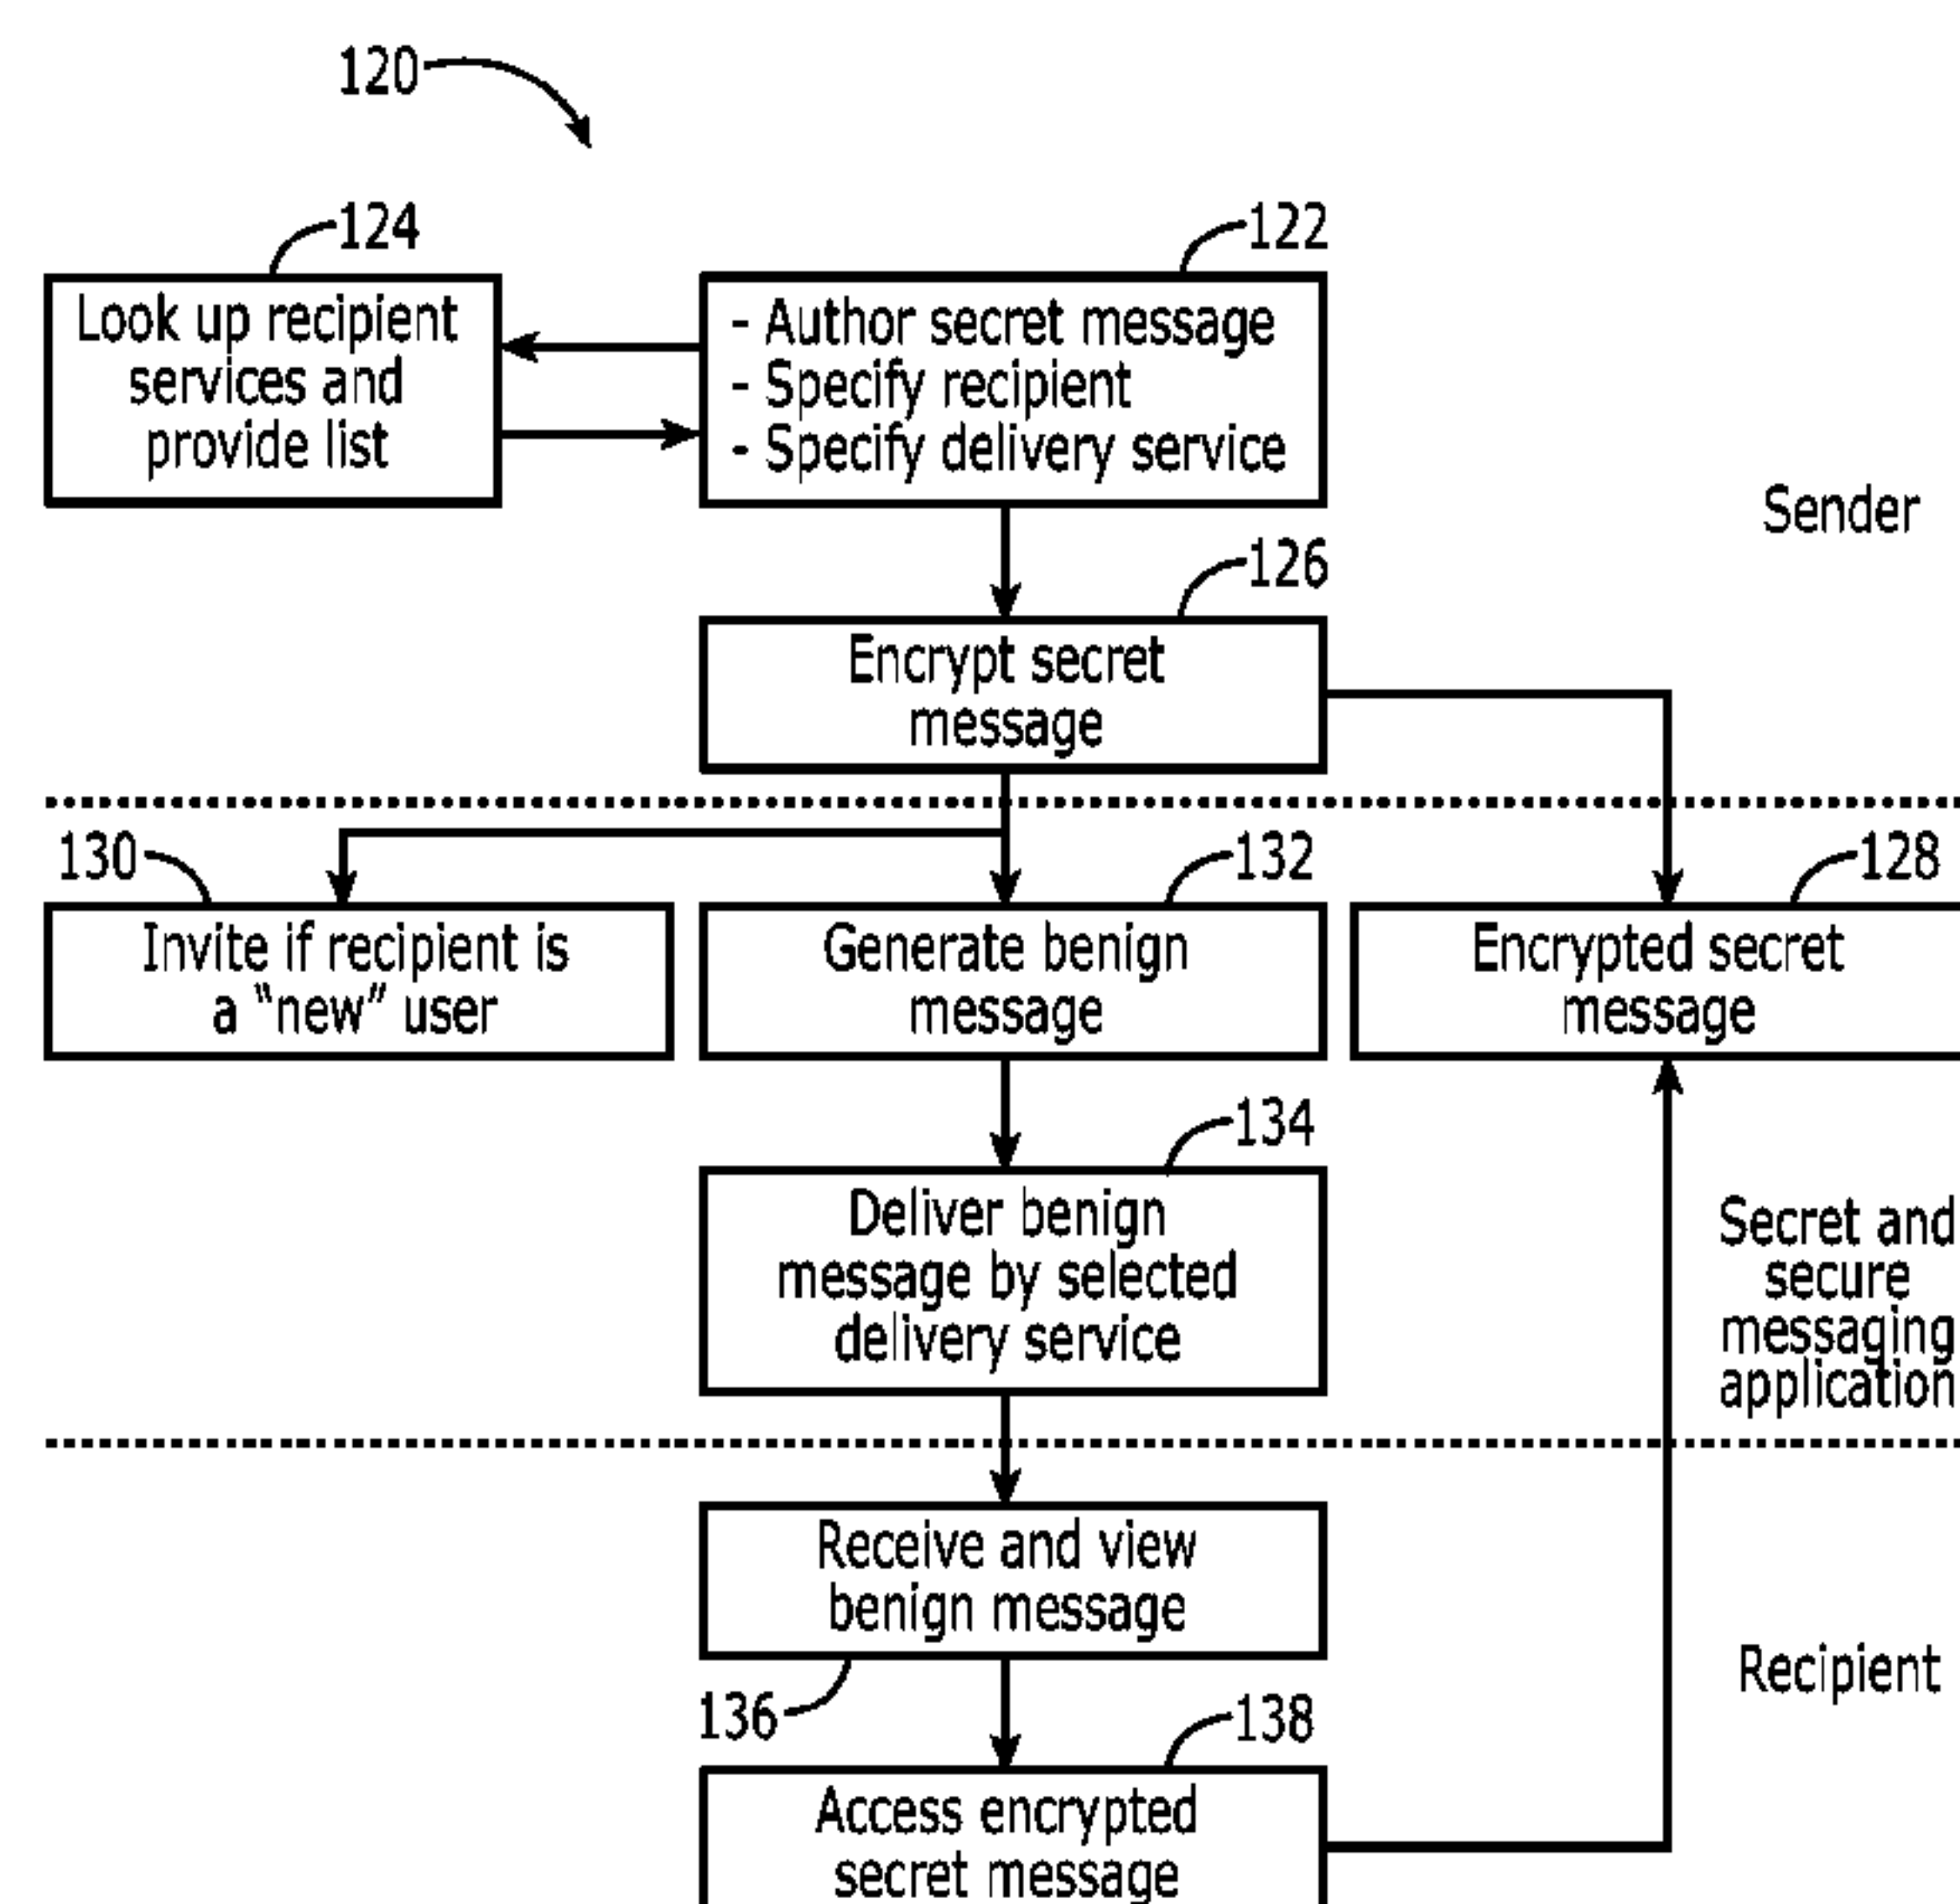 120
124
122
Look up recipient
services and
provide list
- Author secret message
- Specify recipient
- Specify delivery service
Sender
126
Encrypt secret
message
130
132
128
Invite if recipient is
a “new” user
Generate benign
message
Encrypted secret
message
134
Deliver benign
message by selected
delivery service
Secret and
secure
messaging
application
Receive and view
benign message
Recipient
136
138
Access encrypted
secret message